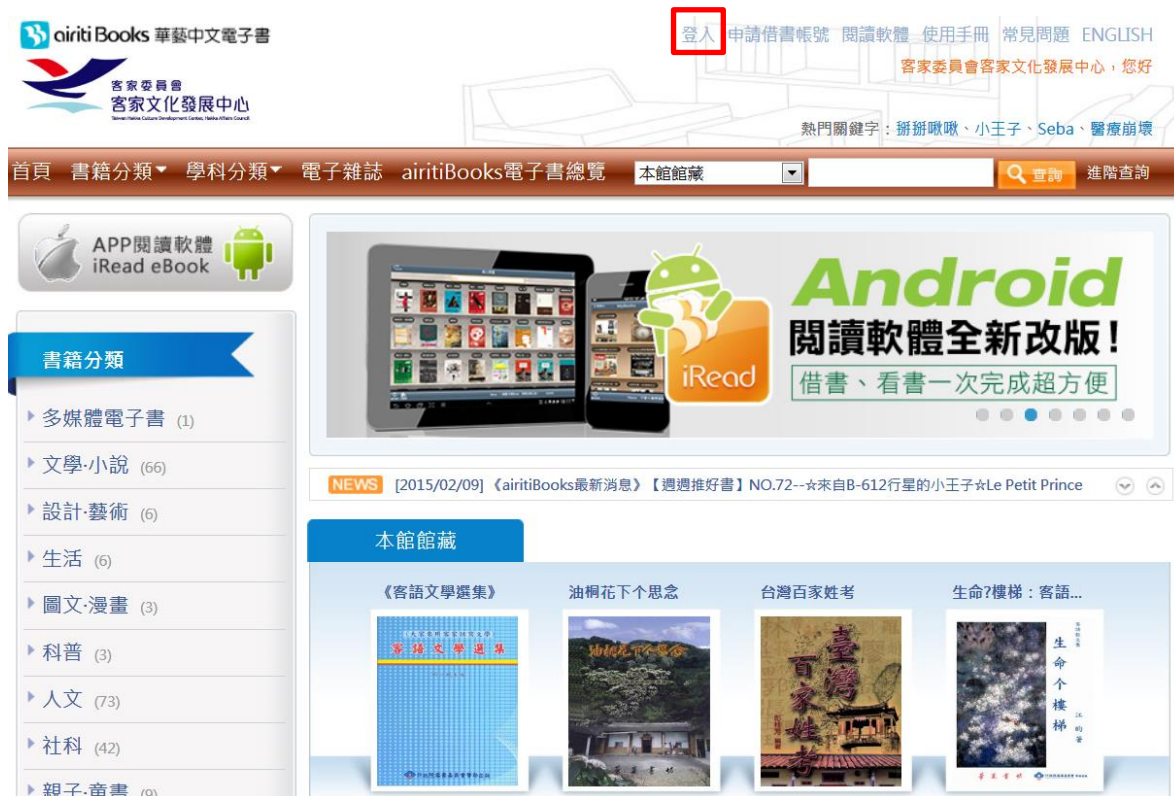 airiti Books 華藝中文電子書
登入 申請借書帳號 閱讀軟體 使用手冊 常見問題 ENGLISH
客家委員會客家文化發展中心，您好
客家委員會
客家文化發展中心
Taiwan Hakka Culture Development Center, Hakka Affairs Council
熱門關鍵字：掰掰啾啾、小王子、Seba、醫療崩壞
首頁 書籍分類 學科分類 電子雜誌 airitiBooks電子書總覽 本館館藏 查詢 進階查詢
APP閱讀軟體
iRead eBook
Android
閱讀軟體全新改版！
借書、看書一次完成超方便
iRead
書籍分類
多媒體電子書 (1)
文學·小說 (66)
設計·藝術 (6)
生活 (6)
圖文·漫畫 (3)
科普 (3)
人文 (73)
社科 (42)
親子·童書 (9)
NEWS [2015/02/09] 《airitiBooks最新消息》【週週推好書】NO.72--☆來自B-612行星的小王子☆Le Petit Prince
本館館藏
《客語文學選集》 油桐花下个思念 台灣百家姓考 生命?樓梯：客語...
客語文學選集
油桐花下个思念
臺灣
百家姓考
生命个樓梯
江昀著